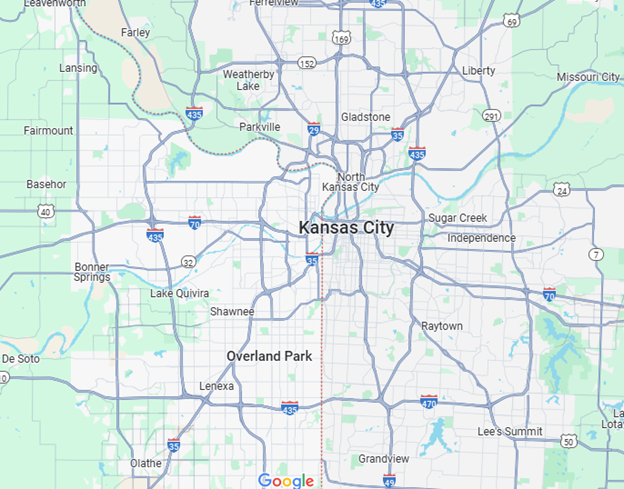 Leavenworth
Ferrelview
435
Farley
69
169
Lansing
152
Liberty
Weatherby
Lake
Missouri City
435
291
Gladstone
Fairmount
Parkville
29
35
435
Basehor
North
Kansas City
24
40
Sugar Creek
70
Kansas City
435
Independence
7
32
35
Bonner
Springs
Lake Quivira
70
Shawnee
Raytown
De Soto
Overland Park
10
Lenexa
435
470
La
Lotaw
Lee's Summit
50
35
Olathe
Grandview
Google
49